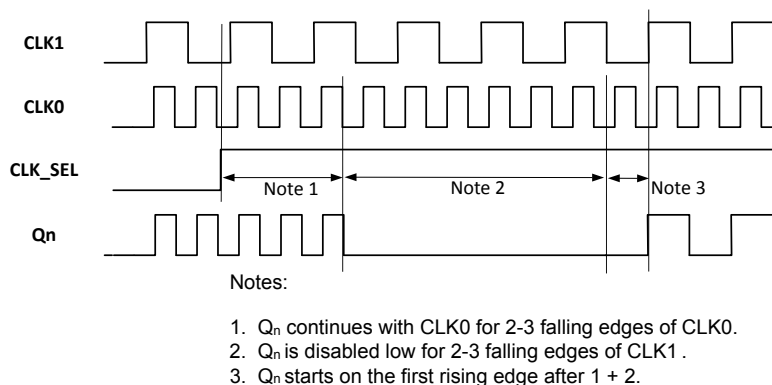 CLK1
CLK0
CLK_SEL
Note 1
Note 2
Note 3
Qn
Notes:
1. Qn continues with CLK0 for 2-3 falling edges of CLK0.
2. Qn is disabled low for 2-3 falling edges of CLK1 .
3. Qn starts on the first rising edge after 1 + 2.